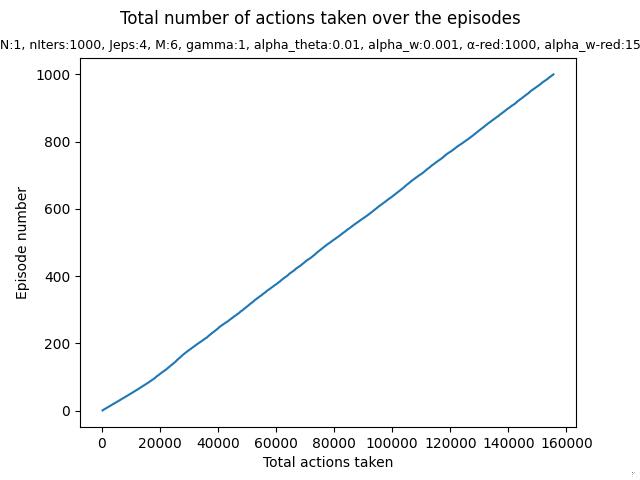 Total number of actions taken over the episodes
N:1, nIters:1000, Jeps:4, M:6, gamma:1, alpha_theta:0.01, alpha_w:0.001, α-red:1000, alpha_w-red:15
1000
800
600
400
200
0
Episode number
0 20000 40000 60000 80000 100000 120000 140000 160000
Total actions taken